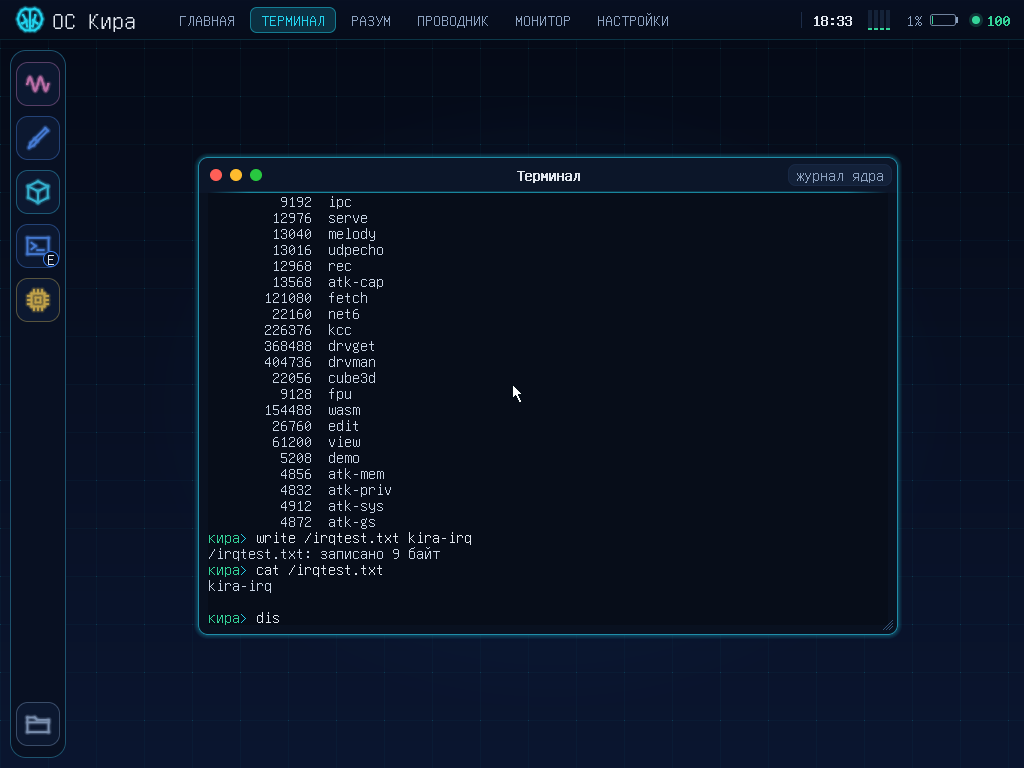 ОС Кира
ГЛАВНАЯ ТЕРМИНАЛ РАЗУМ ПРОВОДНИК МОНИТОР НАСТРОЙКИ
18:33 1% 100
E
Терминал
журнал ядра
9192 ipc
12976 serve
13040 melody
13016 udpecho
12968 rec
13568 atk-cap
121080 fetch
22160 net6
226376 kcc
368488 drvget
404736 drvman
22056 cube3d
9128 fpu
154488 wasm
26760 edit
61200 view
5208 demo
4856 atk-mem
4832 atk-priv
4912 atk-sys
4872 atk-gs
кира> write /irqtest.txt kira-irq
/irqtest.txt: записано 9 байт
кира> cat /irqtest.txt
kira-irq
кира> dis